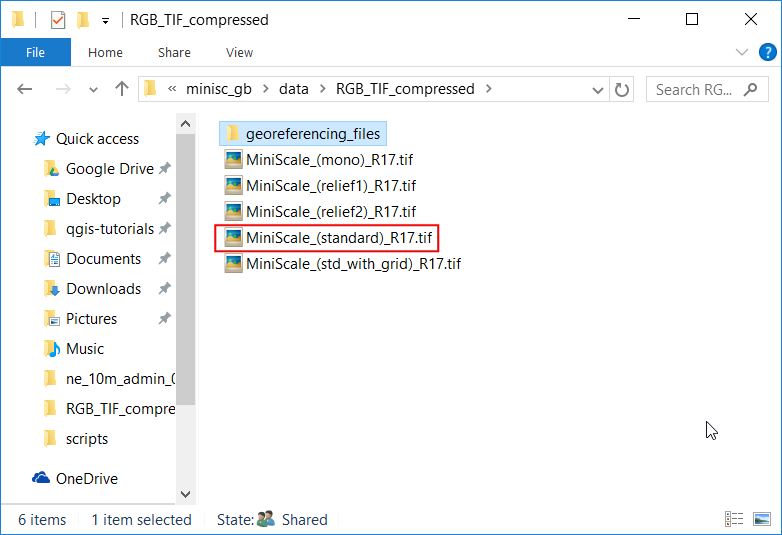 RGB_TIF_compressed
File Home Share View
« minisc_gb data RGB_TIF_compressed Search RG...
Quick access
Google Drive
Desktop
qgis-tutorials
Documents
Downloads
Pictures
Music
ne_10m_admin_0
RGB_TIF_compre
scripts
OneDrive
georeferencing_files
MiniScale_(mono)_R17.tif
MiniScale_(relief1)_R17.tif
MiniScale_(relief2)_R17.tif
MiniScale_(standard)_R17.tif
MiniScale_(std_with_grid)_R17.tif
6 items 1 item selected State: Shared